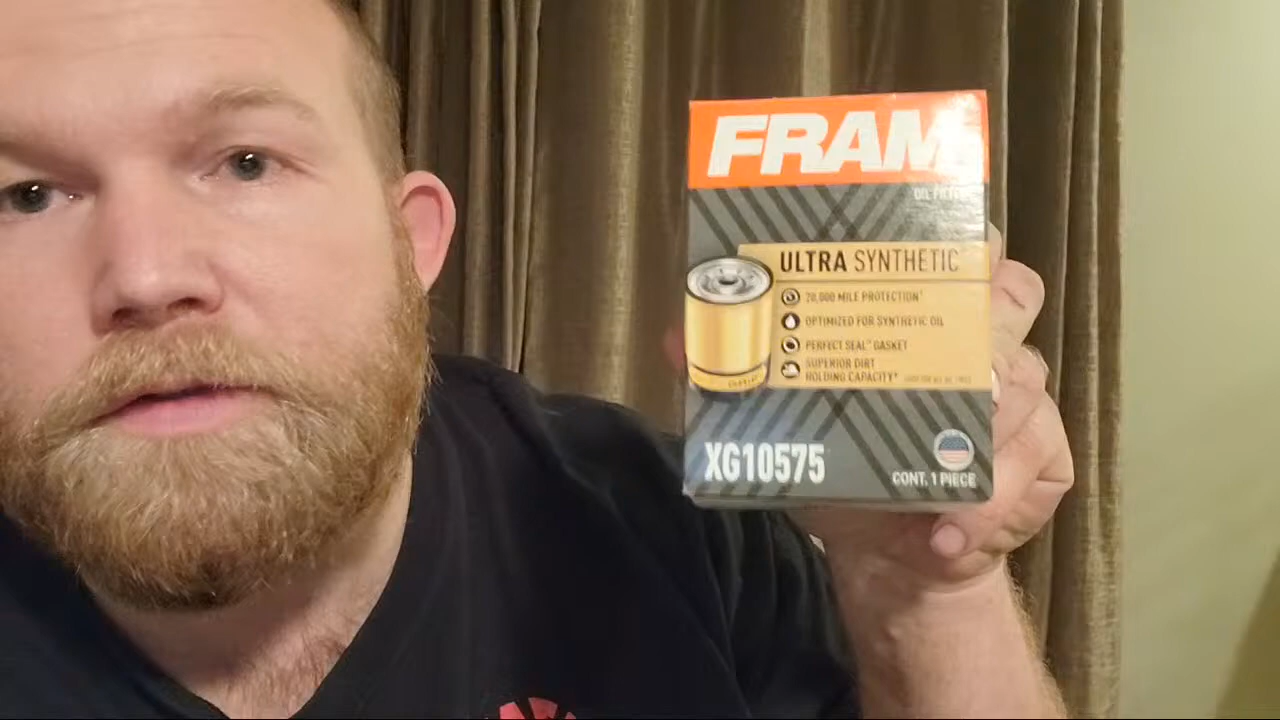 FRAM
OIL FILTER
ULTRA SYNTHETIC
20,000 MILE PROTECTION†
OPTIMIZED FOR SYNTHETIC OIL
PERFECT SEAL™ GASKET
SUPERIOR DIRT
HOLDING CAPACITY*
XG10575
CONT. 1 PIECE